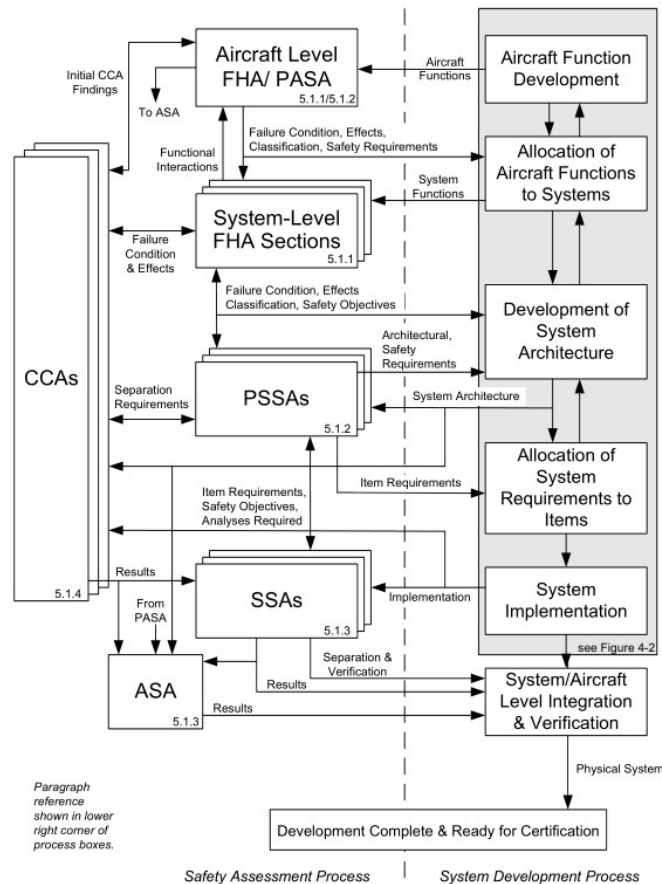 Aircraft Level
FHA/ PASA
5.1.1/5.1.2
Aircraft
Functions
Aircraft Function
Development
Initial CCA
Findings
To ASA
Functional
Interactions
Failure Condition, Effects,
Classification, Safety Requirements
Allocation of
Aircraft Functions
to Systems
System
Functions
System-Level
FHA Sections
5.1.1
Failure
Condition
& Effects
Failure Condition, Effects
Classification, Safety Objectives
Development of
System
Architecture
Architectural,
Safety
Requirements
CCAs
5.1.4
Separation
Requirements
PSSAs
5.1.2
System Architecture
Allocation of
System
Requirements to
Items
Item Requirements,
Safety Objectives,
Analyses Required
Item Requirements
Results
SSAs
5.1.3
Implementation
System
Implementation
see Figure 4-2
From
PASA
ASA
5.1.3
Separation &
Verification
Results
Results
System/Aircraft
Level Integration
& Verification
Physical System
Paragraph
reference
shown in lower
right corner of
process boxes.
Development Complete & Ready for Certification
Safety Assessment Process
System Development Process